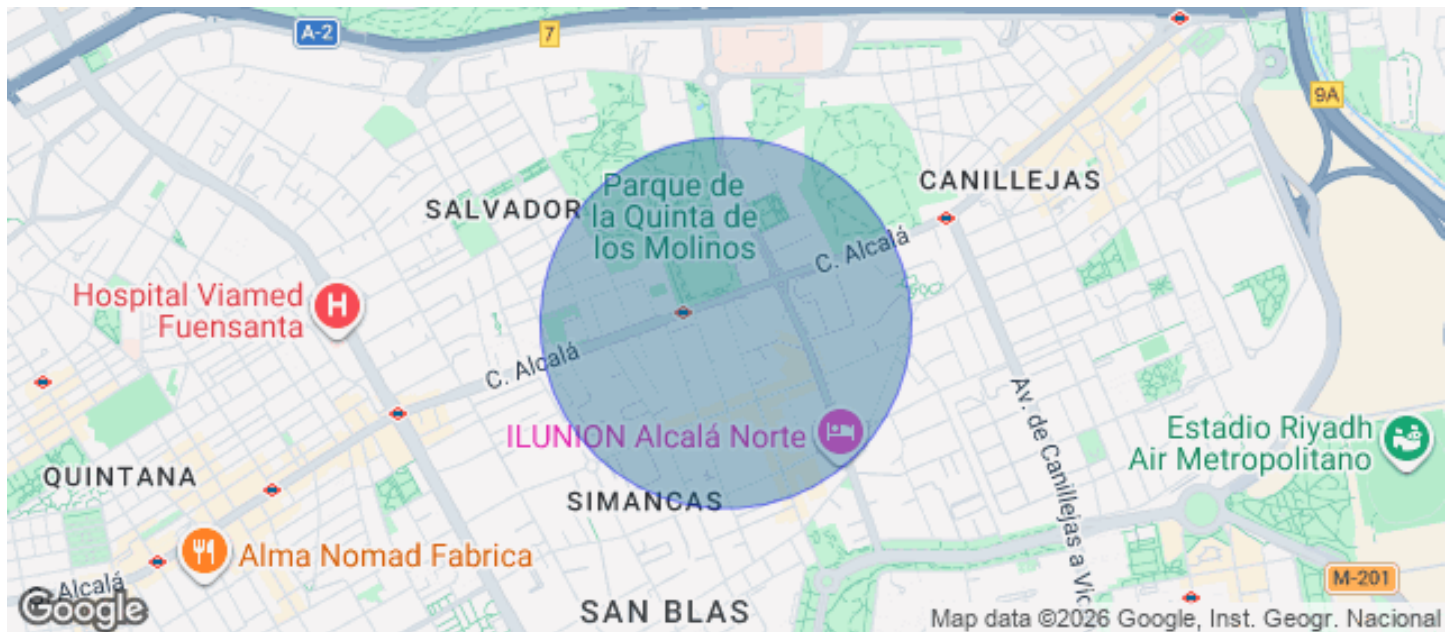 A-2
7
9A
CANILLEJAS
Parque de
la Quinta de
los Molinos
SALVADOR
C. Alcalá
Hospital Viamed
Fuensanta
H
C. Alcalá
Av. de Canillejas a Vic
ILUNION Alcalá Norte
Estadio Riyadh
Air Metropolitano
QUINTANA
SIMANCAS
Alma Nomad Fabrica
Alcalá
M-201
Google
SAN BLAS
Map data ©2026 Google, Inst. Geogr. Nacional